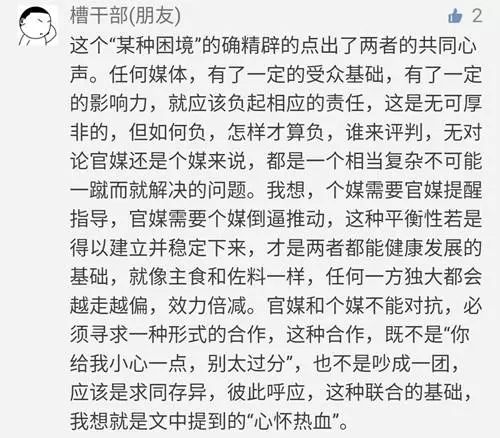 槽干部(朋友) 2
这个“某种困境”的确精辟的点出了两者的共同心
声。任何媒体，有了一定的受众基础，有了一定
的影响力，就应该负起相应的责任，这是无可厚
非的，但如何负，怎样才算负，谁来评判，无对
论官媒还是个媒来说，都是一个相当复杂不可能
一蹴而就解决的问题。我想，个媒需要官媒提醒
指导，官媒需要个媒倒逼推动，这种平衡性若是
得以建立并稳定下来，才是两者都能健康发展的
基础，就像主食和佐料一样，任何一方独大都会
越走越偏，效力倍减。官媒和个媒不能对抗，必
须寻求一种形式的合作，这种合作，既不是“你
给我小心一点，别太过分”，也不是吵成一团，
应该是求同存异，彼此呼应，这种联合的基础，
我想就是文中提到的“心怀热血”。